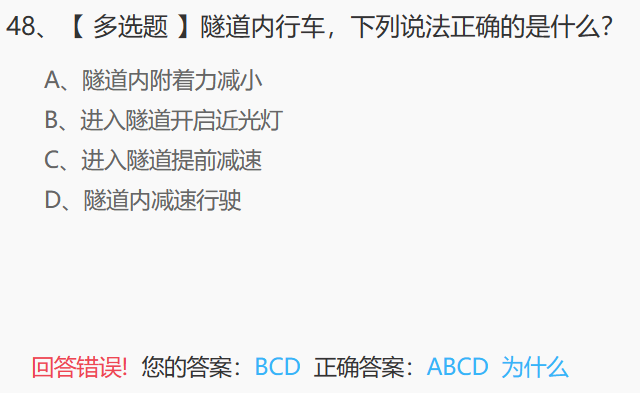 48、【 多选题 】隧道内行车，下列说法正确的是什么？
A、隧道内附着力减小
B、进入隧道开启近光灯
C、进入隧道提前减速
D、隧道内减速行驶
回答错误! 您的答案：BCD 正确答案：ABCD 为什么